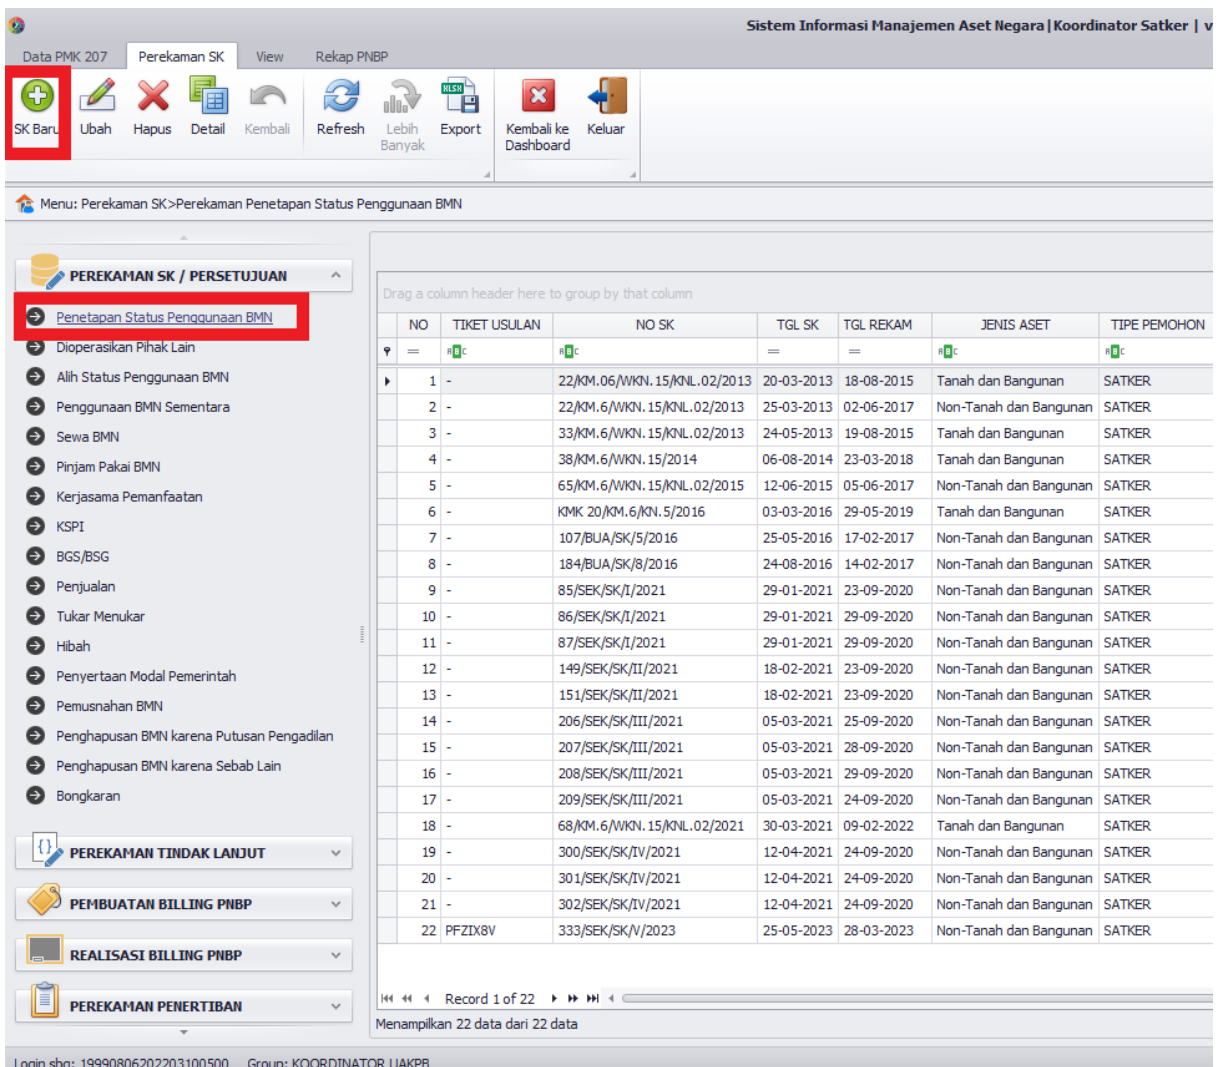 Sistem Informasi Manajemen Aset Negara|Koordinator Satker | v
Data PMK 207 Perekaman SK View Rekap PNBP
SK Baru Ubah Hapus Detail Kembali Refresh Lebih Banyak Export Kembali ke Dashboard Keluar
Menu: Perekaman SK>Perekaman Penetapan Status Penggunaan BMN
PEREKAMAN SK / PERSETUJUAN
Penetapan Status Penggunaan BMN
Dioperasikan Pihak Lain
Alih Status Penggunaan BMN
Penggunaan BMN Sementara
Sewa BMN
Pinjam Pakai BMN
Kerjasama Pemanfaatan
KSPI
BGS/BSG
Penjualan
Tukar Menukar
Hibah
Penyertaan Modal Pemerintah
Pemusnahan BMN
Penghapusan BMN karena Putusan Pengadilan
Penghapusan BMN karena Sebab Lain
Bongkaran
PEREKAMAN TINDAK LANJUT
PEMBUATAN BILLING PNBP
REALISASI BILLING PNBP
PEREKAMAN PENERTIBAN
Drag a column header here to group by that column
NO TIKET USULAN NO SK TGL SK TGL REKAM JENIS ASET TIPE PEMOHON
= ABC ABC = = ABC ABC
1 - 22/KM.06/WKN.15/KNL.02/2013 20-03-2013 18-08-2015 Tanah dan Bangunan SATKER
2 - 22/KM.6/WKN.15/KNL.02/2013 25-03-2013 02-06-2017 Non-Tanah dan Bangunan SATKER
3 - 33/KM.6/WKN.15/KNL.02/2013 24-05-2013 19-08-2015 Tanah dan Bangunan SATKER
4 - 38/KM.6/WKN.15/2014 06-08-2014 23-03-2018 Tanah dan Bangunan SATKER
5 - 65/KM.6/WKN.15/KNL.02/2015 12-06-2015 05-06-2017 Non-Tanah dan Bangunan SATKER
6 - KMK 20/KM.6/KN.5/2016 03-03-2016 29-05-2019 Tanah dan Bangunan SATKER
7 - 107/BUA/SK/5/2016 25-05-2016 17-02-2017 Non-Tanah dan Bangunan SATKER
8 - 184/BUA/SK/8/2016 24-08-2016 14-02-2017 Non-Tanah dan Bangunan SATKER
9 - 85/SEK/SK/I/2021 29-01-2021 23-09-2020 Non-Tanah dan Bangunan SATKER
10 - 86/SEK/SK/I/2021 29-01-2021 29-09-2020 Non-Tanah dan Bangunan SATKER
11 - 87/SEK/SK/I/2021 29-01-2021 29-09-2020 Non-Tanah dan Bangunan SATKER
12 - 149/SEK/SK/II/2021 18-02-2021 23-09-2020 Non-Tanah dan Bangunan SATKER
13 - 151/SEK/SK/II/2021 18-02-2021 23-09-2020 Non-Tanah dan Bangunan SATKER
14 - 206/SEK/SK/III/2021 05-03-2021 25-09-2020 Non-Tanah dan Bangunan SATKER
15 - 207/SEK/SK/III/2021 05-03-2021 28-09-2020 Non-Tanah dan Bangunan SATKER
16 - 208/SEK/SK/III/2021 05-03-2021 29-09-2020 Non-Tanah dan Bangunan SATKER
17 - 209/SEK/SK/III/2021 05-03-2021 24-09-2020 Non-Tanah dan Bangunan SATKER
18 - 68/KM.6/WKN.15/KNL.02/2021 30-03-2021 09-02-2022 Tanah dan Bangunan SATKER
19 - 300/SEK/SK/IV/2021 12-04-2021 24-09-2020 Non-Tanah dan Bangunan SATKER
20 - 301/SEK/SK/IV/2021 12-04-2021 24-09-2020 Non-Tanah dan Bangunan SATKER
21 - 302/SEK/SK/IV/2021 12-04-2021 24-09-2020 Non-Tanah dan Bangunan SATKER
22 PFZIX8V 333/SEK/SK/V/2023 25-05-2023 28-03-2023 Non-Tanah dan Bangunan SATKER
Record 1 of 22
Menampilkan 22 data dari 22 data
Login sbg: 199908062022031005​00 Group: KOORDINATOR UAKPB